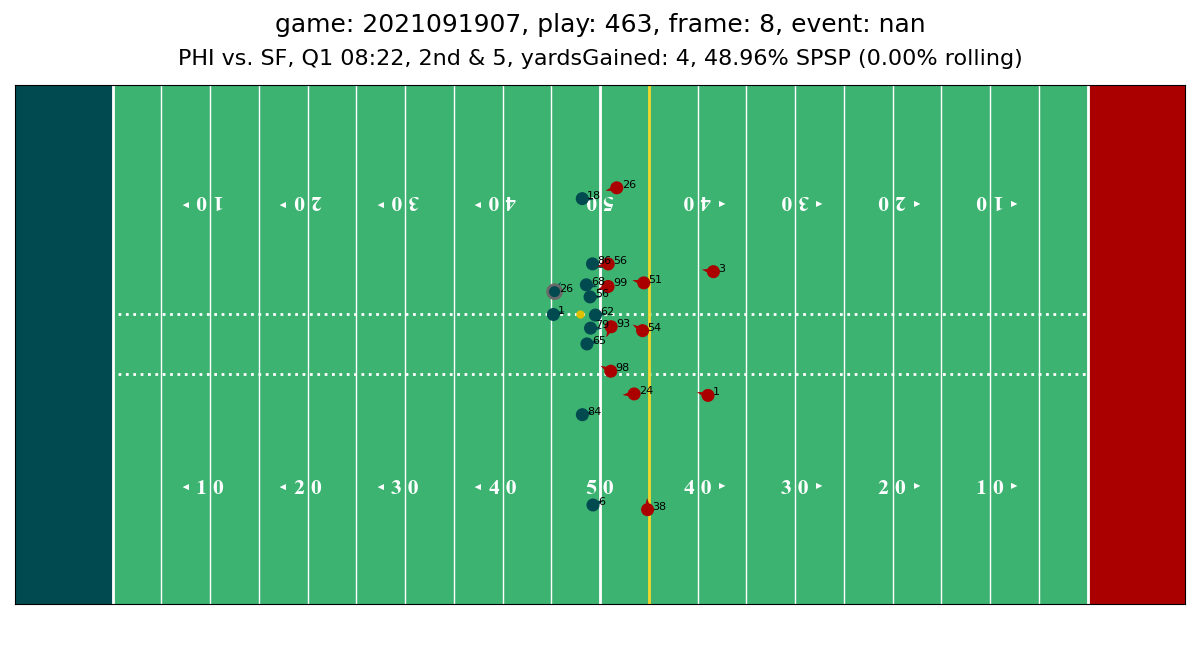 game: 2021091907, play: 463, frame: 8, event: nan
PHI vs. SF, Q1 08:22, 2nd & 5, yardsGained: 4, 48.96% SPSP (0.00% rolling)
26
18
◂ 10 ◂ 20 ◂ 30 ◂ 40 50 40 ▸ 30 ▸ 20 ▸ 10 ▸
86 56
3
68 99 51
26 56
1 62
79 93 54
65
98
24 1
84
◂ 10 ◂ 20 ◂ 30 ◂ 40 50 40 ▸ 30 ▸ 20 ▸ 10 ▸
6 38